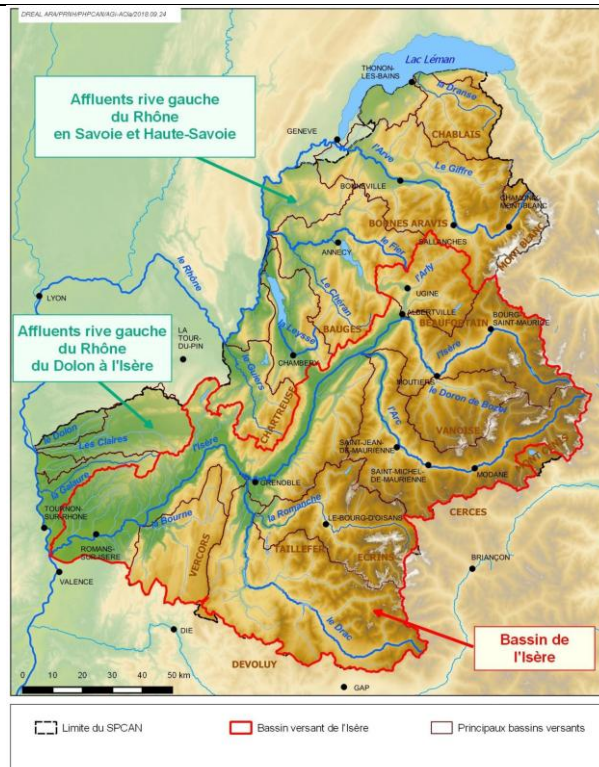 DREAL ARA/PRNH/PHPCAN/AGI-ACla/2018.09.24
Lac Léman
THONON-
LES-BAINS
la Dranse
Affluents rive gauche
du Rhône
en Savoie et Haute-Savoie
CHABLAIS
GENEVE
l'Arve
Le Giffre
BONNEVILLE
CHAMONIX-
MONT-BLANC
BORNES ARAVIS
le Fier
SALLANCHES
MONT BLANC
ANNECY
le Rhône
l'Arly
Le Chéran
UGINE
LYON
la Leysse
ALBERTVILLE
BOURG-
SAINT-MAURICE
BEAUFORTAIN
BAUGES
Affluents rive gauche
du Rhône
du Dolon à l'Isère
LA
TOUR-
DU-PIN
CHAMBERY
l'Isère
MOUTIERS
le Guiers
le Doron de Bozel
CHARTREUSE
l'Arc
VANOISE
le Dolon
Les Claires
l'Isère
SAINT-JEAN-
DE-MAURIENNE
MONT CENIS
la Galaure
SAINT-MICHEL-
DE-MAURIENNE
MODANE
GRENOBLE
CERCES
TOURNON-
SUR-RHONE
la Bourne
la Romanche
LE-BOURG-D'OISANS
ROMANS-
SUR-ISERE
VERCORS
TAILLEFER
ECRINS
BRIANÇON
VALENCE
le Drac
DIE
Bassin de
l'Isère
DEVOLUY
0 10 20 30 40 50 km
GAP
Limite du SPCAN
Bassin versant de l'Isère
Principaux bassins versants